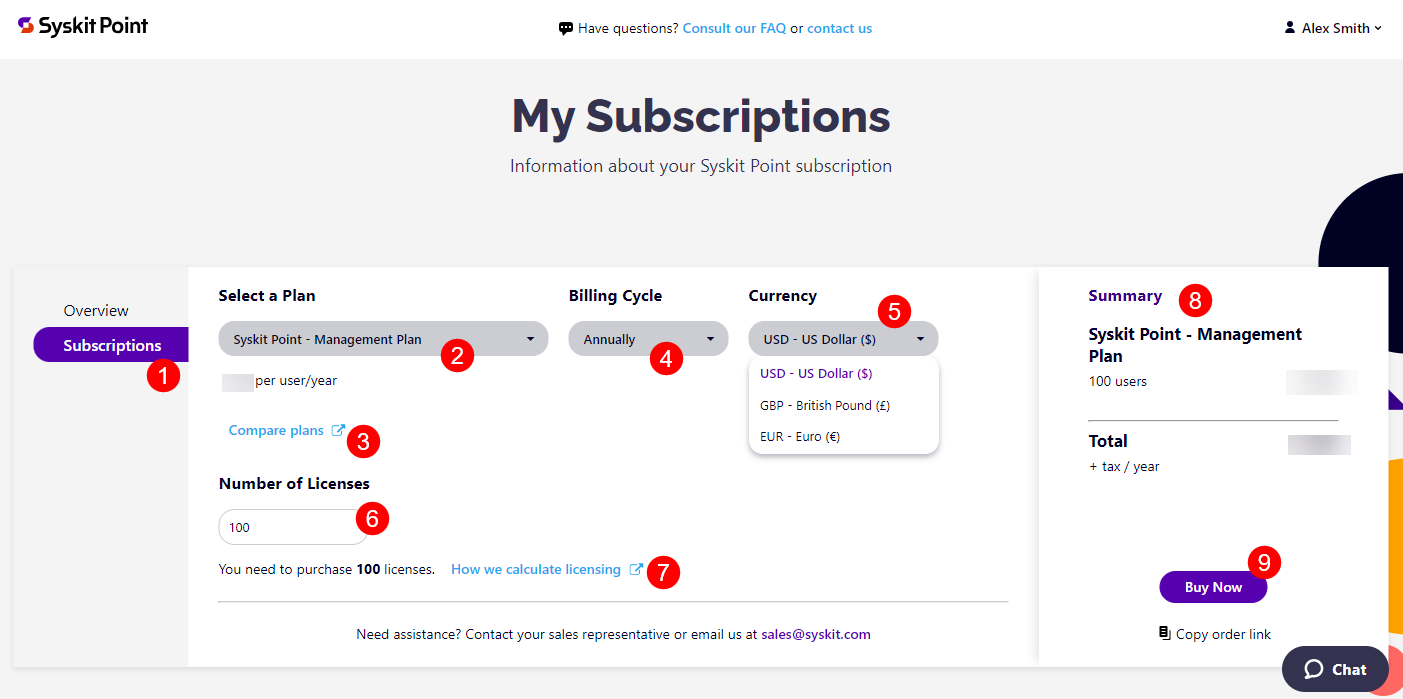 Syskit Point
Have questions? Consult our FAQ or contact us
Alex Smith
My Subscriptions
Information about your Syskit Point subscription
Overview
Subscriptions
1
Select a Plan
Syskit Point - Management Plan
2
per user/year
Compare plans
3
Billing Cycle
Annually
4
Currency
5
USD - US Dollar ($)
USD - US Dollar ($)
GBP - British Pound (£)
EUR - Euro (€)
Number of Licenses
100
6
You need to purchase 100 licenses. How we calculate licensing
7
Need assistance? Contact your sales representative or email us at sales@syskit.com
Summary
8
Syskit Point - Management
Plan
100 users
Total
+ tax / year
9
Buy Now
Copy order link
Chat